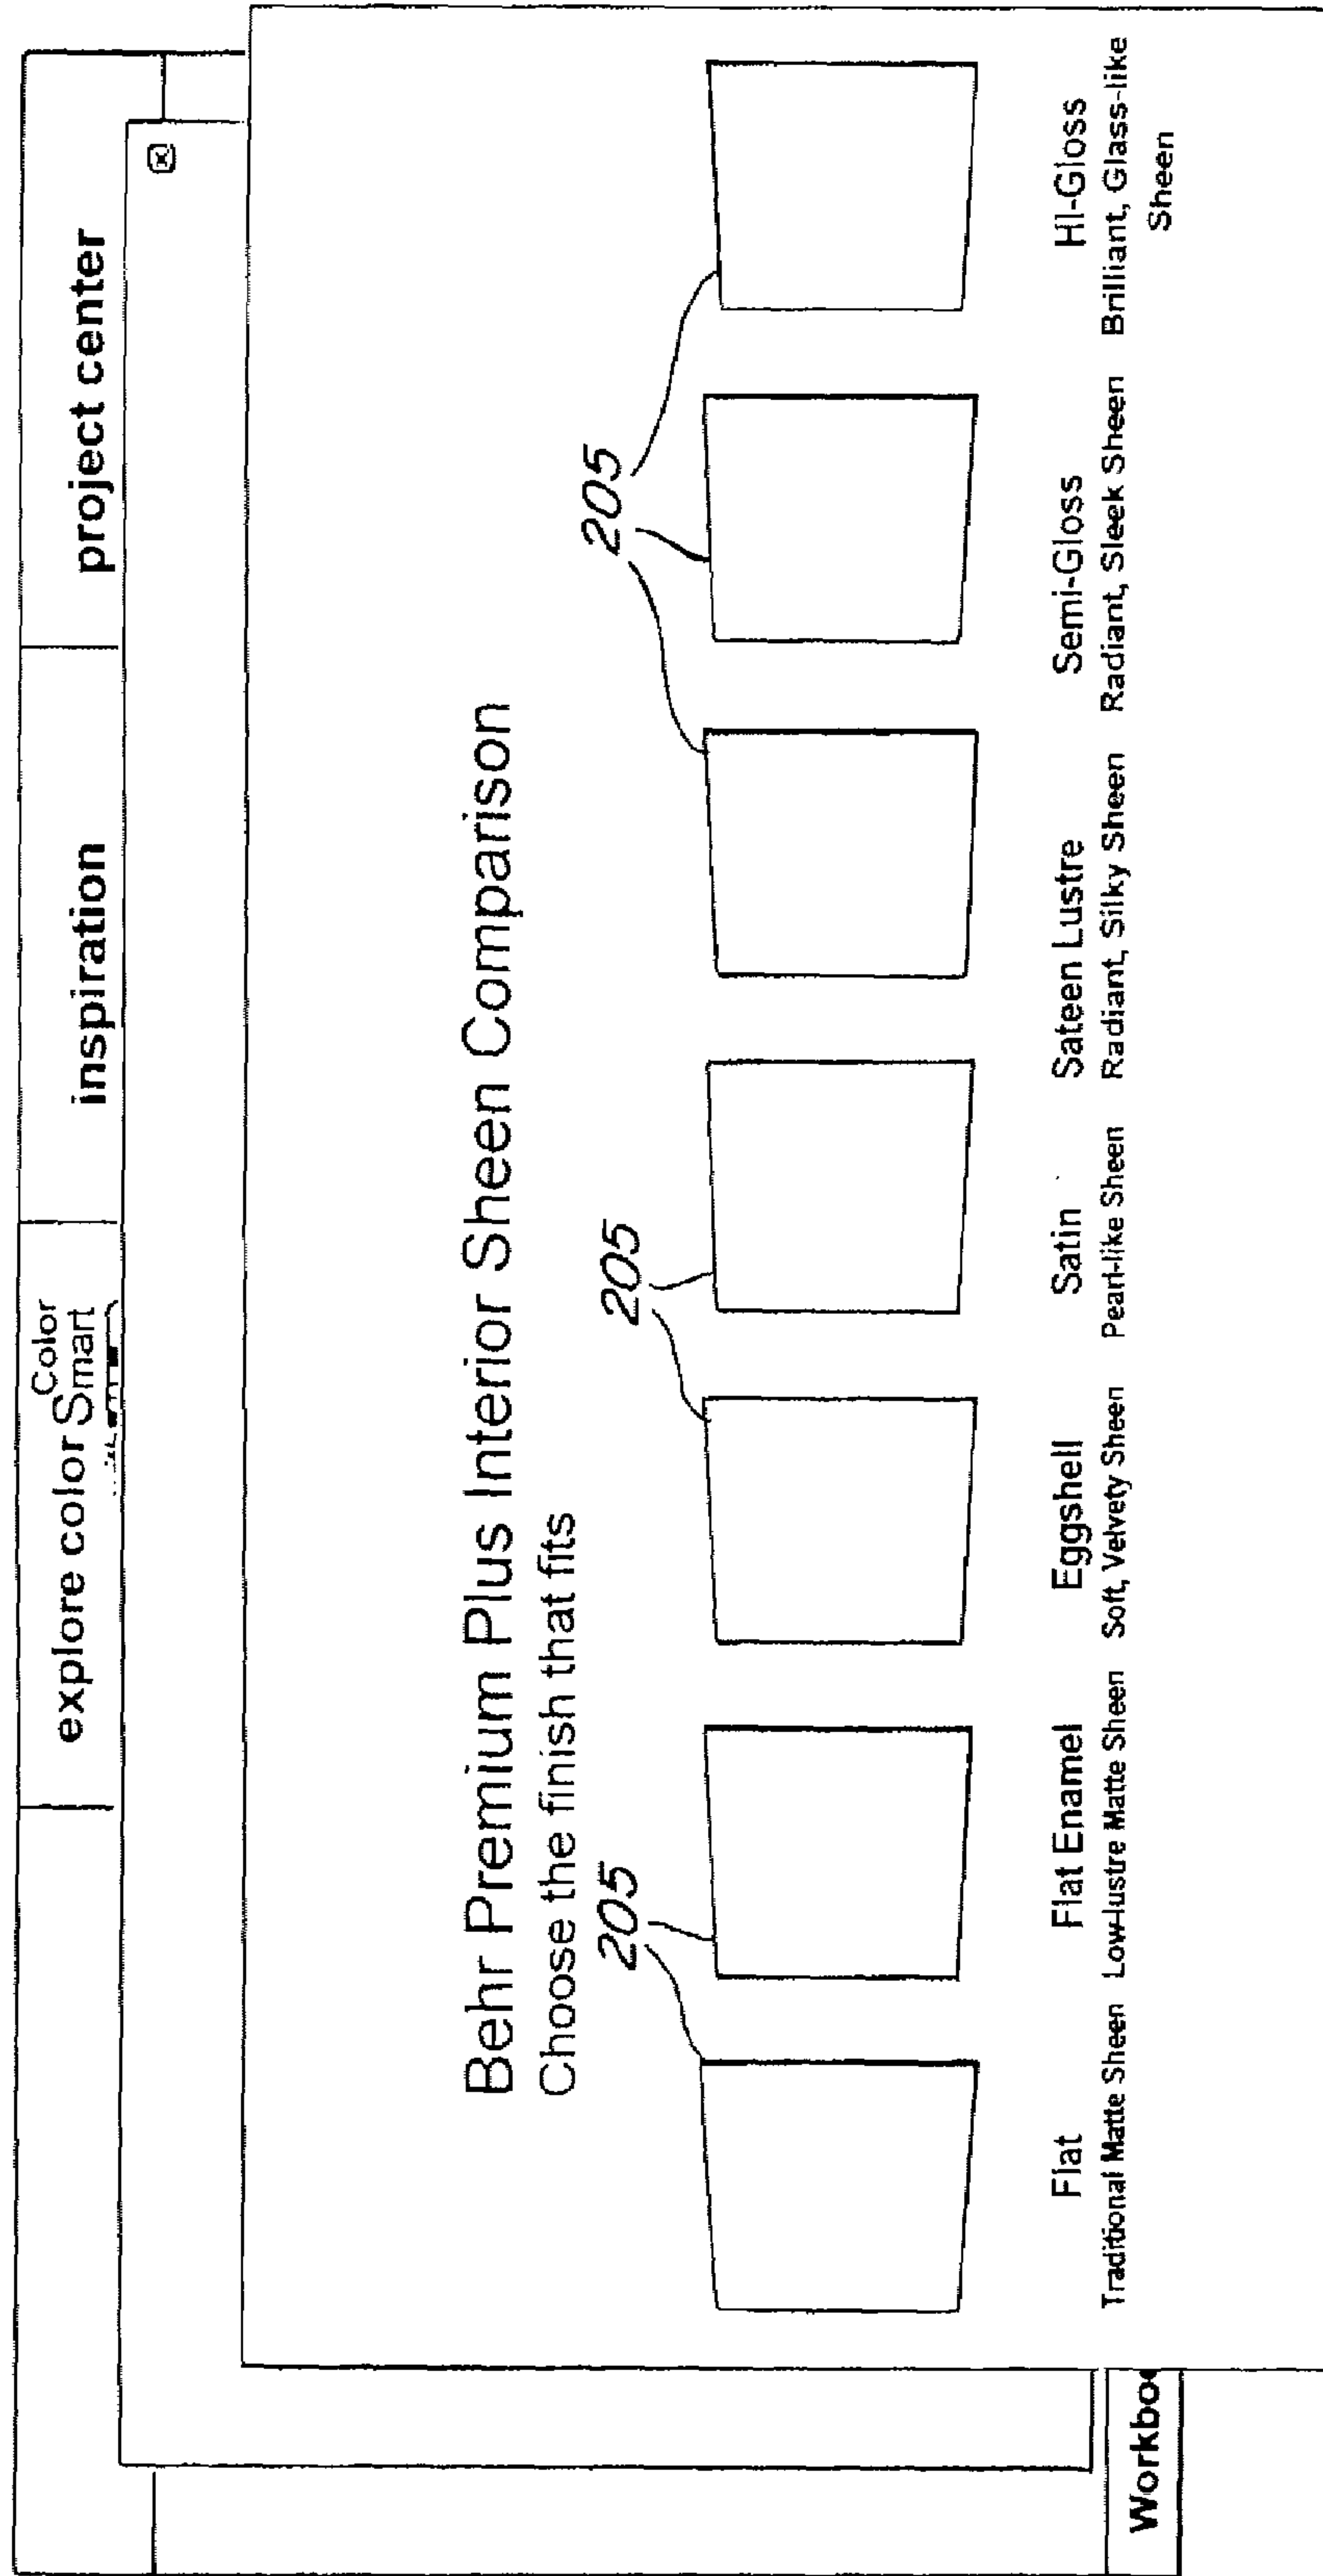 Color
explore color Smart
inspiration
project center
Behr Premium Plus Interior Sheen Comparison
Choose the finish that fits
205
205
205
Flat
Traditional Matte Sheen
Flat Enamel
Low-lustre Matte Sheen
Eggshell
Soft, Velvety Sheen
Satin
Pearl-like Sheen
Sateen Lustre
Radiant, Silky Sheen
Semi-Gloss
Radiant, Sleek Sheen
HI-Gloss
Brilliant, Glass-like
Sheen